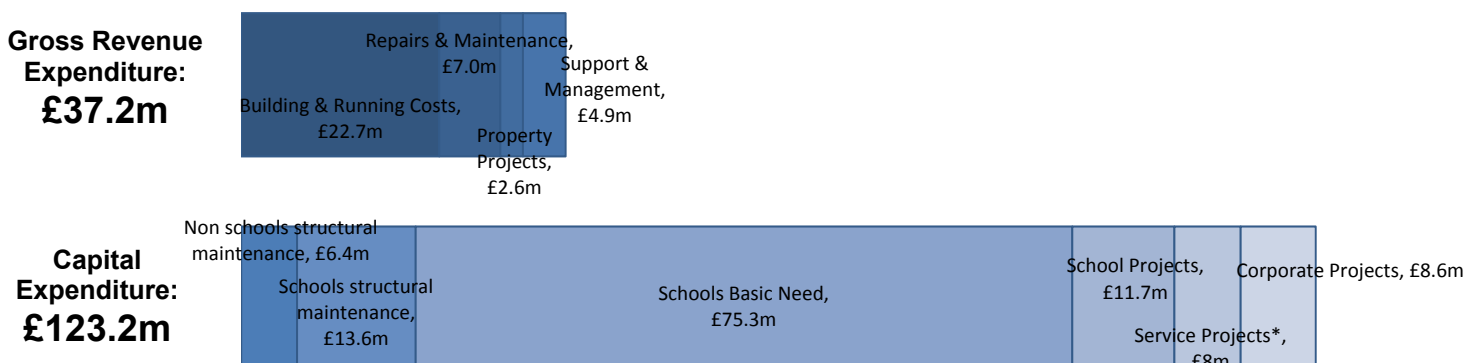 Gross Revenue
Expenditure:
£37.2m
Repairs & Maintenance,
£7.0m
Support &
Management,
£4.9m
Building & Running Costs,
£22.7m
Property
Projects,
£2.6m
Capital
Expenditure:
£123.2m
Non schools structural
maintenance, £6.4m
Schools structural
maintenance,
£13.6m
Schools Basic Need,
£75.3m
School Projects,
£11.7m
Service Projects*,
£8m
Corporate Projects, £8.6m